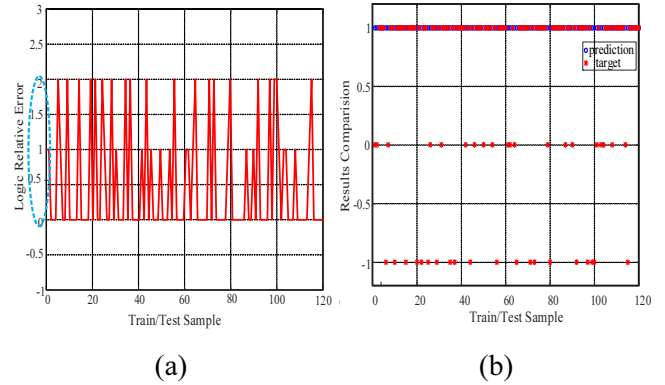 3
2.5
2
1.5
1
0.5
0
-0.5
-1
0 20 40 60 80 100 120
Logic Relative Error
Train/Test Sample
(a)
1
0.5
0
-0.5
-1
0 20 40 60 80 100 120
Results Comparision
prediction
target
Train/Test Sample
(b)